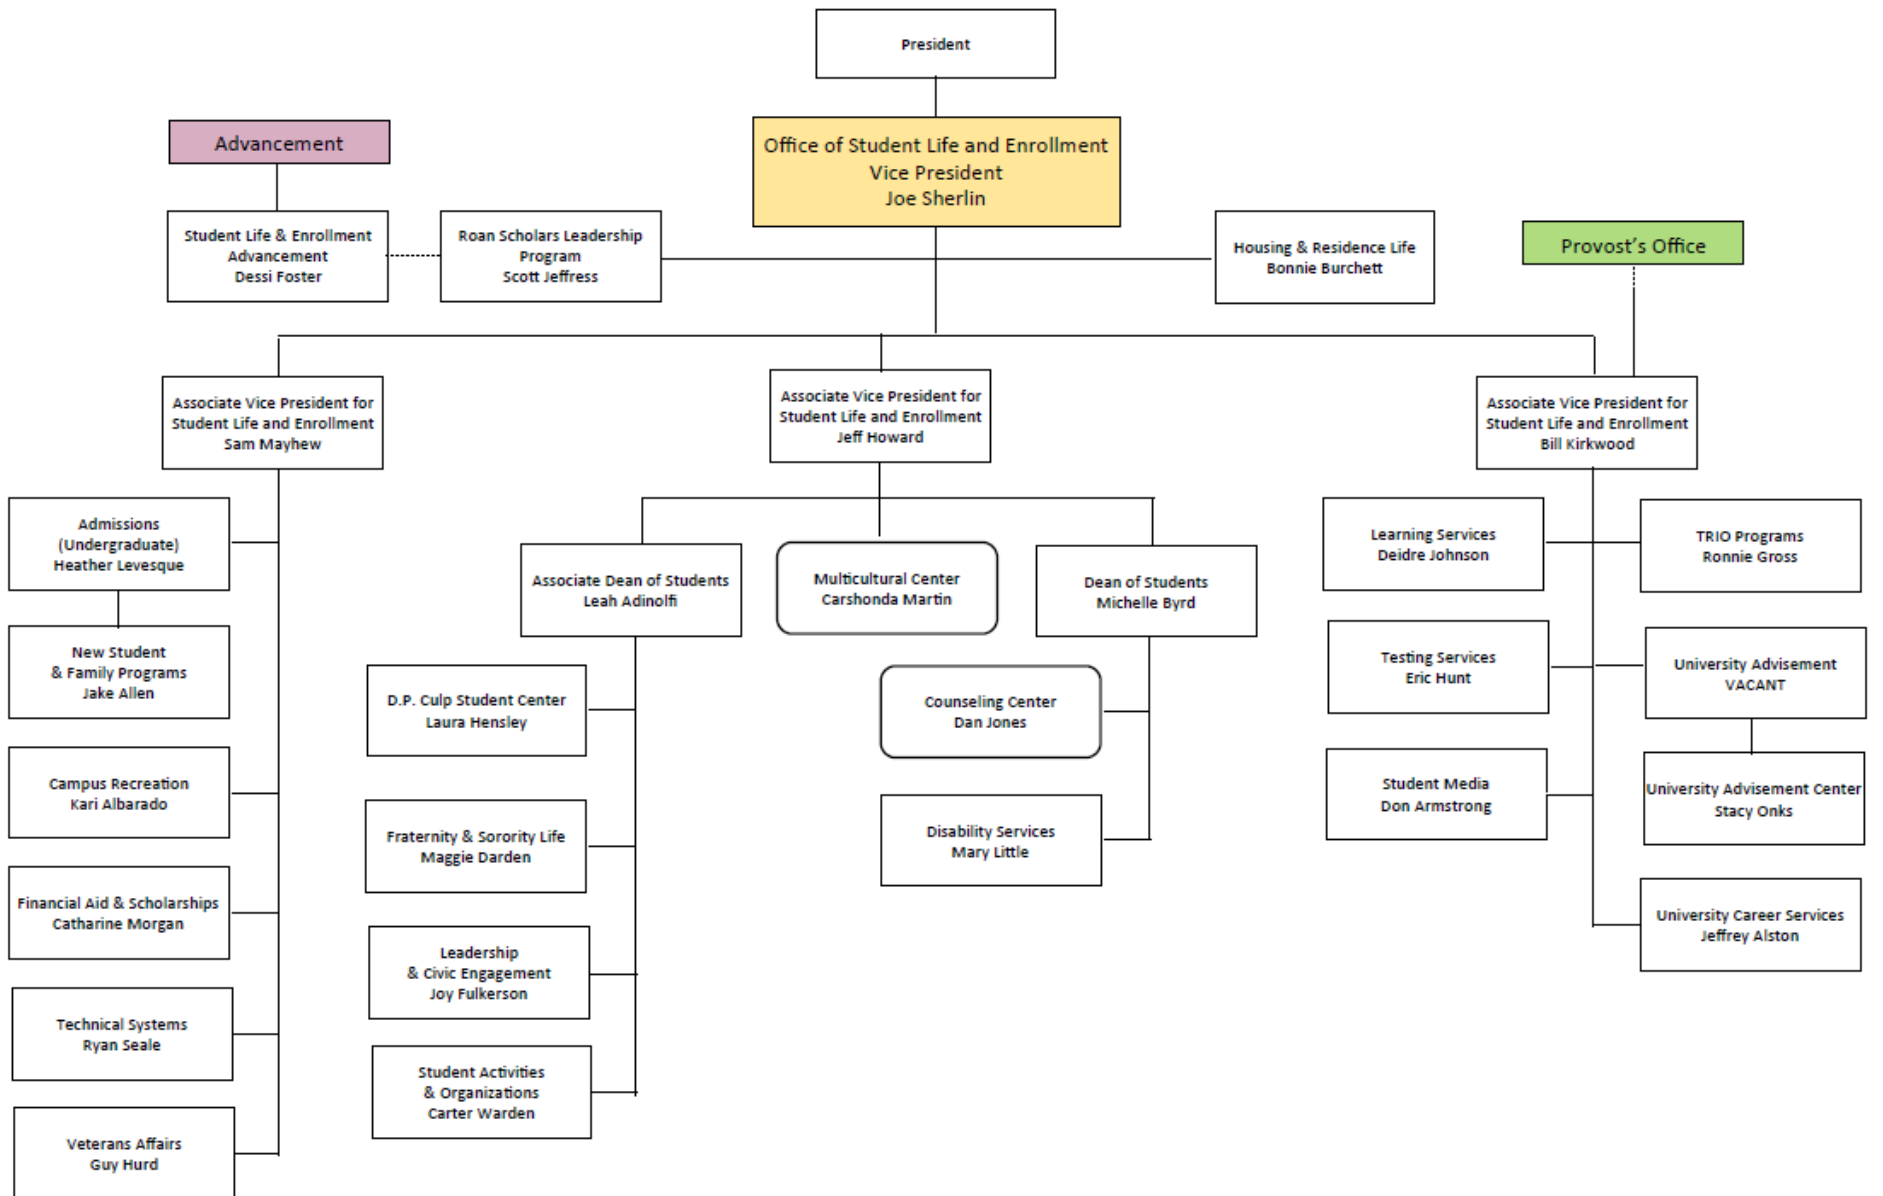 President
Advancement
Office of Student Life and Enrollment
Vice President
Joe Sherlin
Student Life & Enrollment
Advancement
Dessi Foster
Roan Scholars Leadership
Program
Scott Jeffress
Housing & Residence Life
Bonnie Burchett
Provost's Office
Associate Vice President for
Student Life and Enrollment
Sam Mayhew
Associate Vice President for
Student Life and Enrollment
Jeff Howard
Associate Vice President for
Student Life and Enrollment
Bill Kirkwood
Admissions
(Undergraduate)
Heather Levesque
New Student
& Family Programs
Jake Allen
Campus Recreation
Kari Albarado
Financial Aid & Scholarships
Catharine Morgan
Technical Systems
Ryan Seale
Veterans Affairs
Guy Hurd
Associate Dean of Students
Leah Adinolfi
D.P. Culp Student Center
Laura Hensley
Fraternity & Sorority Life
Maggie Darden
Leadership
& Civic Engagement
Joy Fulkerson
Student Activities
& Organizations
Carter Warden
Multicultural Center
Carshonda Martin
Dean of Students
Michelle Byrd
Counseling Center
Dan Jones
Disability Services
Mary Little
Learning Services
Deidre Johnson
TRIO Programs
Ronnie Gross
Testing Services
Eric Hunt
University Advisement
VACANT
Student Media
Don Armstrong
University Advisement Center
Stacy Onks
University Career Services
Jeffrey Alston